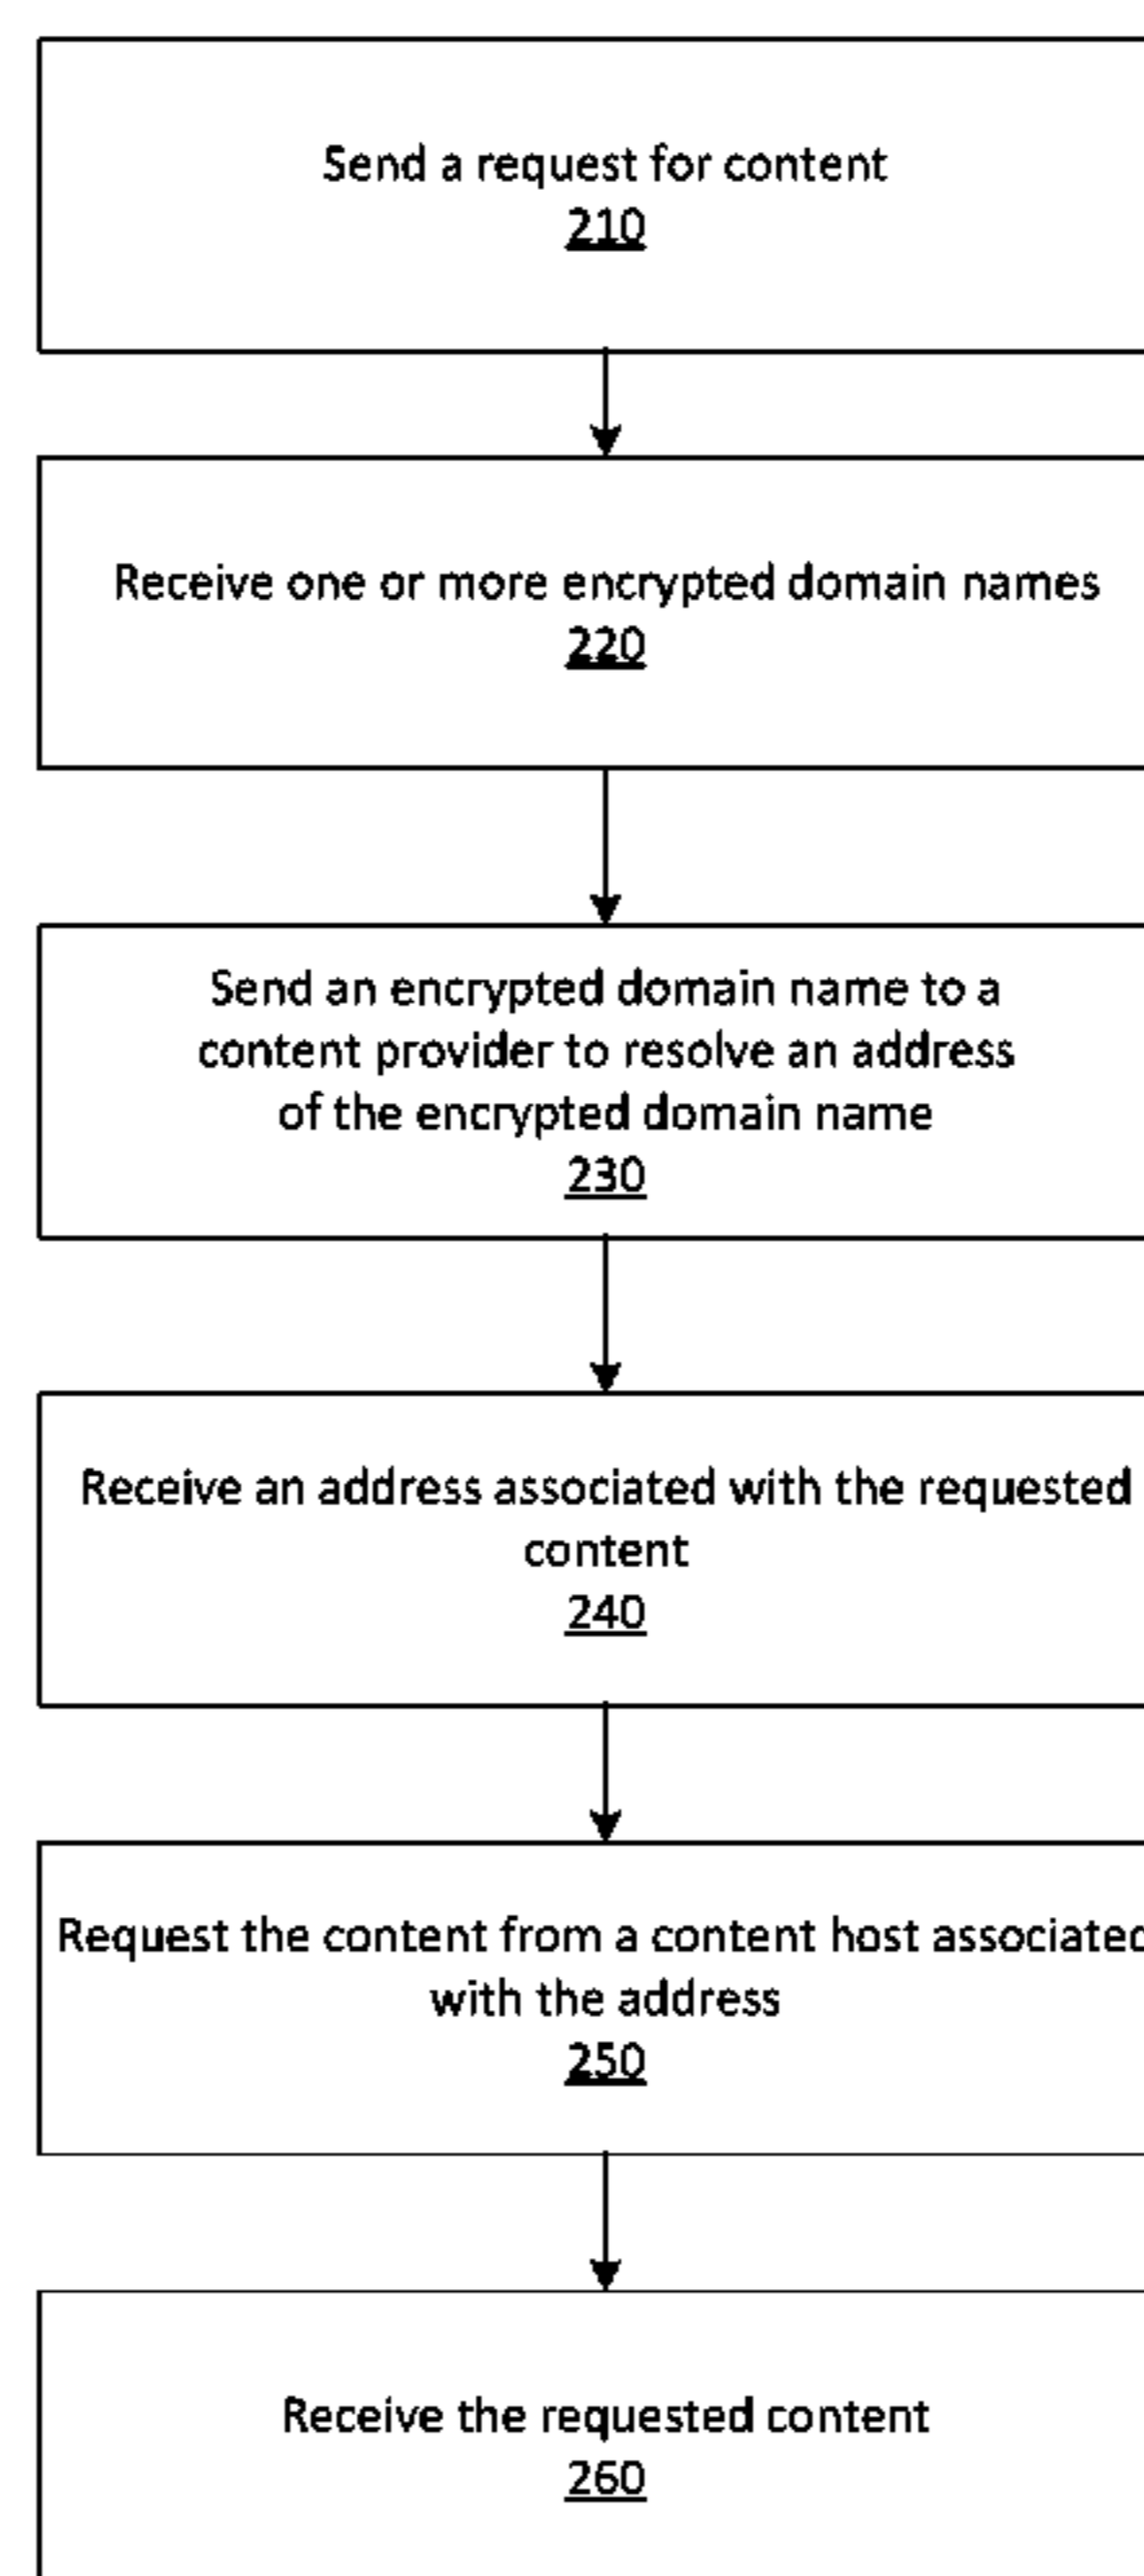 Send a request for content
210
Receive one or more encrypted domain names
220
Send an encrypted domain name to a
content provider to resolve an address
of the encrypted domain name
230
Receive an address associated with the requested
content
240
Request the content from a content host associated
with the address
250
Receive the requested content
260